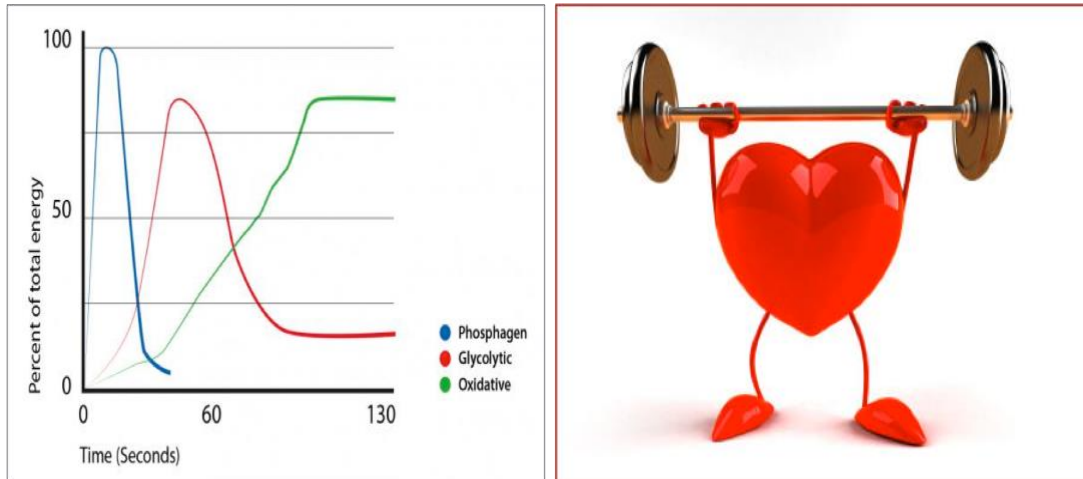 100
Percent of total energy
50
0
0 60 130
Time (Seconds)
Phosphagen
Glycolytic
Oxidative